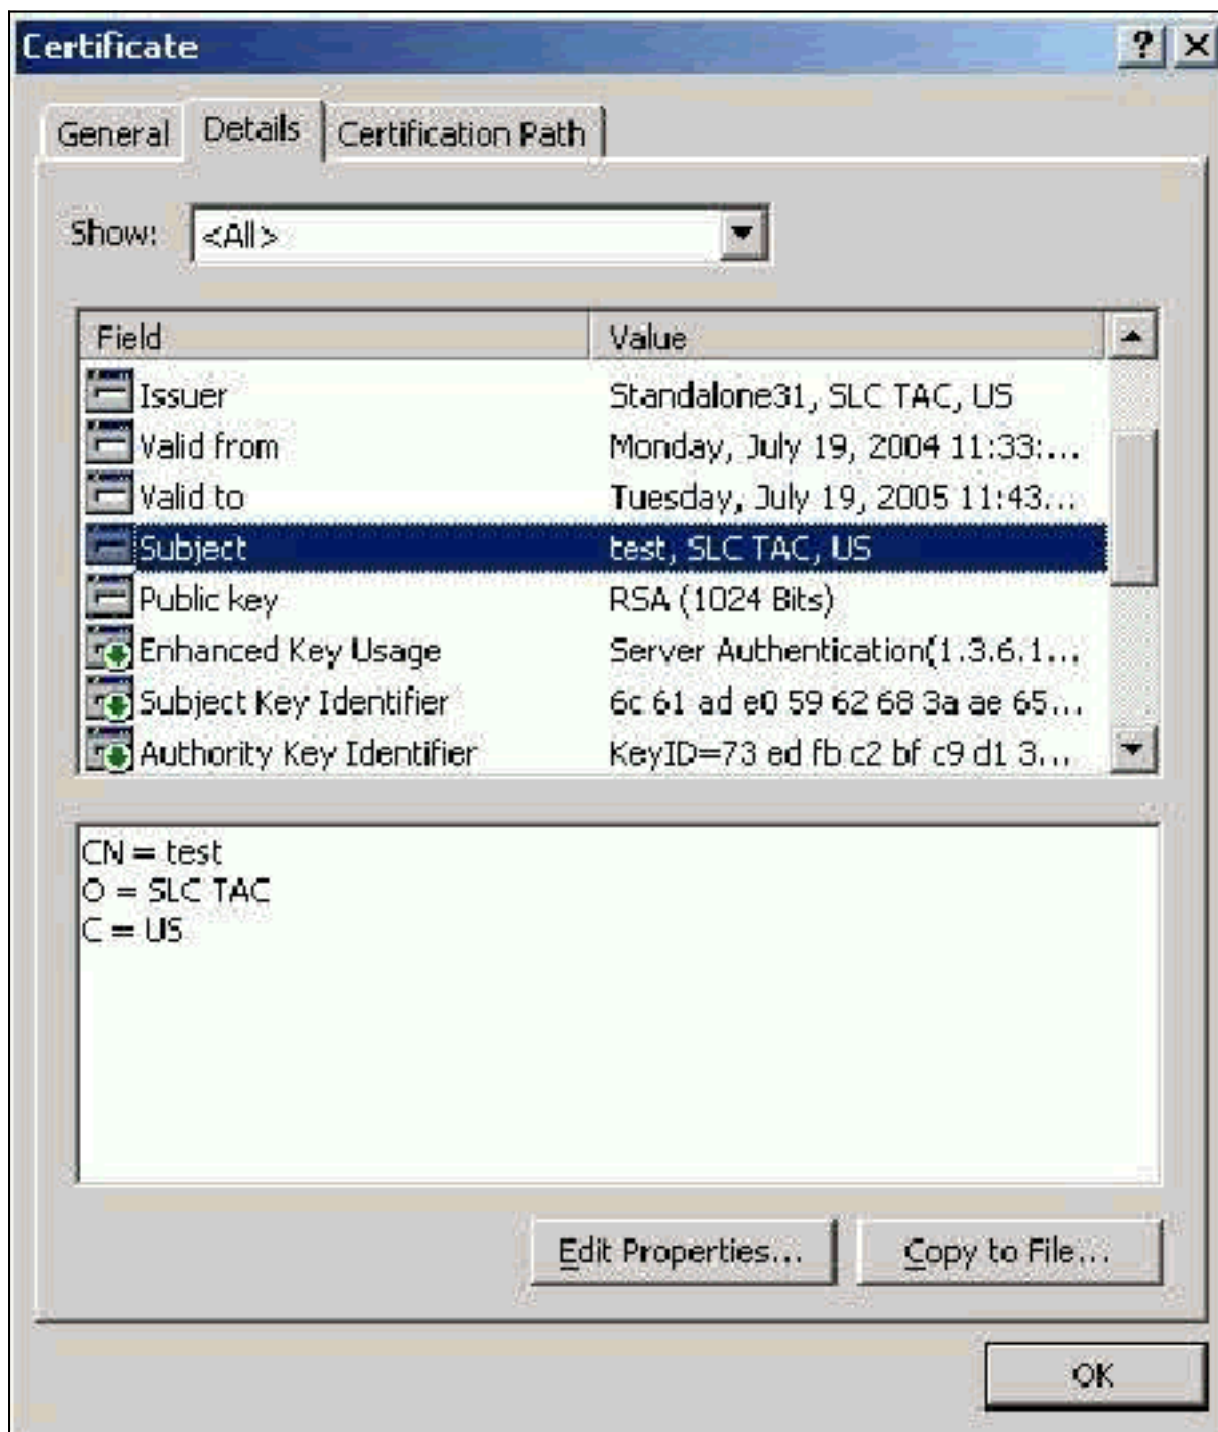 Certificate
General Details Certification Path
Show: <All>
Field Value
Issuer Standalone31, SLC TAC, US
Valid from Monday, July 19, 2004 11:33:...
Valid to Tuesday, July 19, 2005 11:43...
Subject test, SLC TAC, US
Public key RSA (1024 Bits)
Enhanced Key Usage Server Authentication(1.3.6.1...
Subject Key Identifier 6c 61 ad e0 59 62 68 3a ae 65...
Authority Key Identifier KeyID=73 ed fb c2 bf c9 d1 3...
CN = test
O = SLC TAC
C = US
Edit Properties... Copy to File...
OK